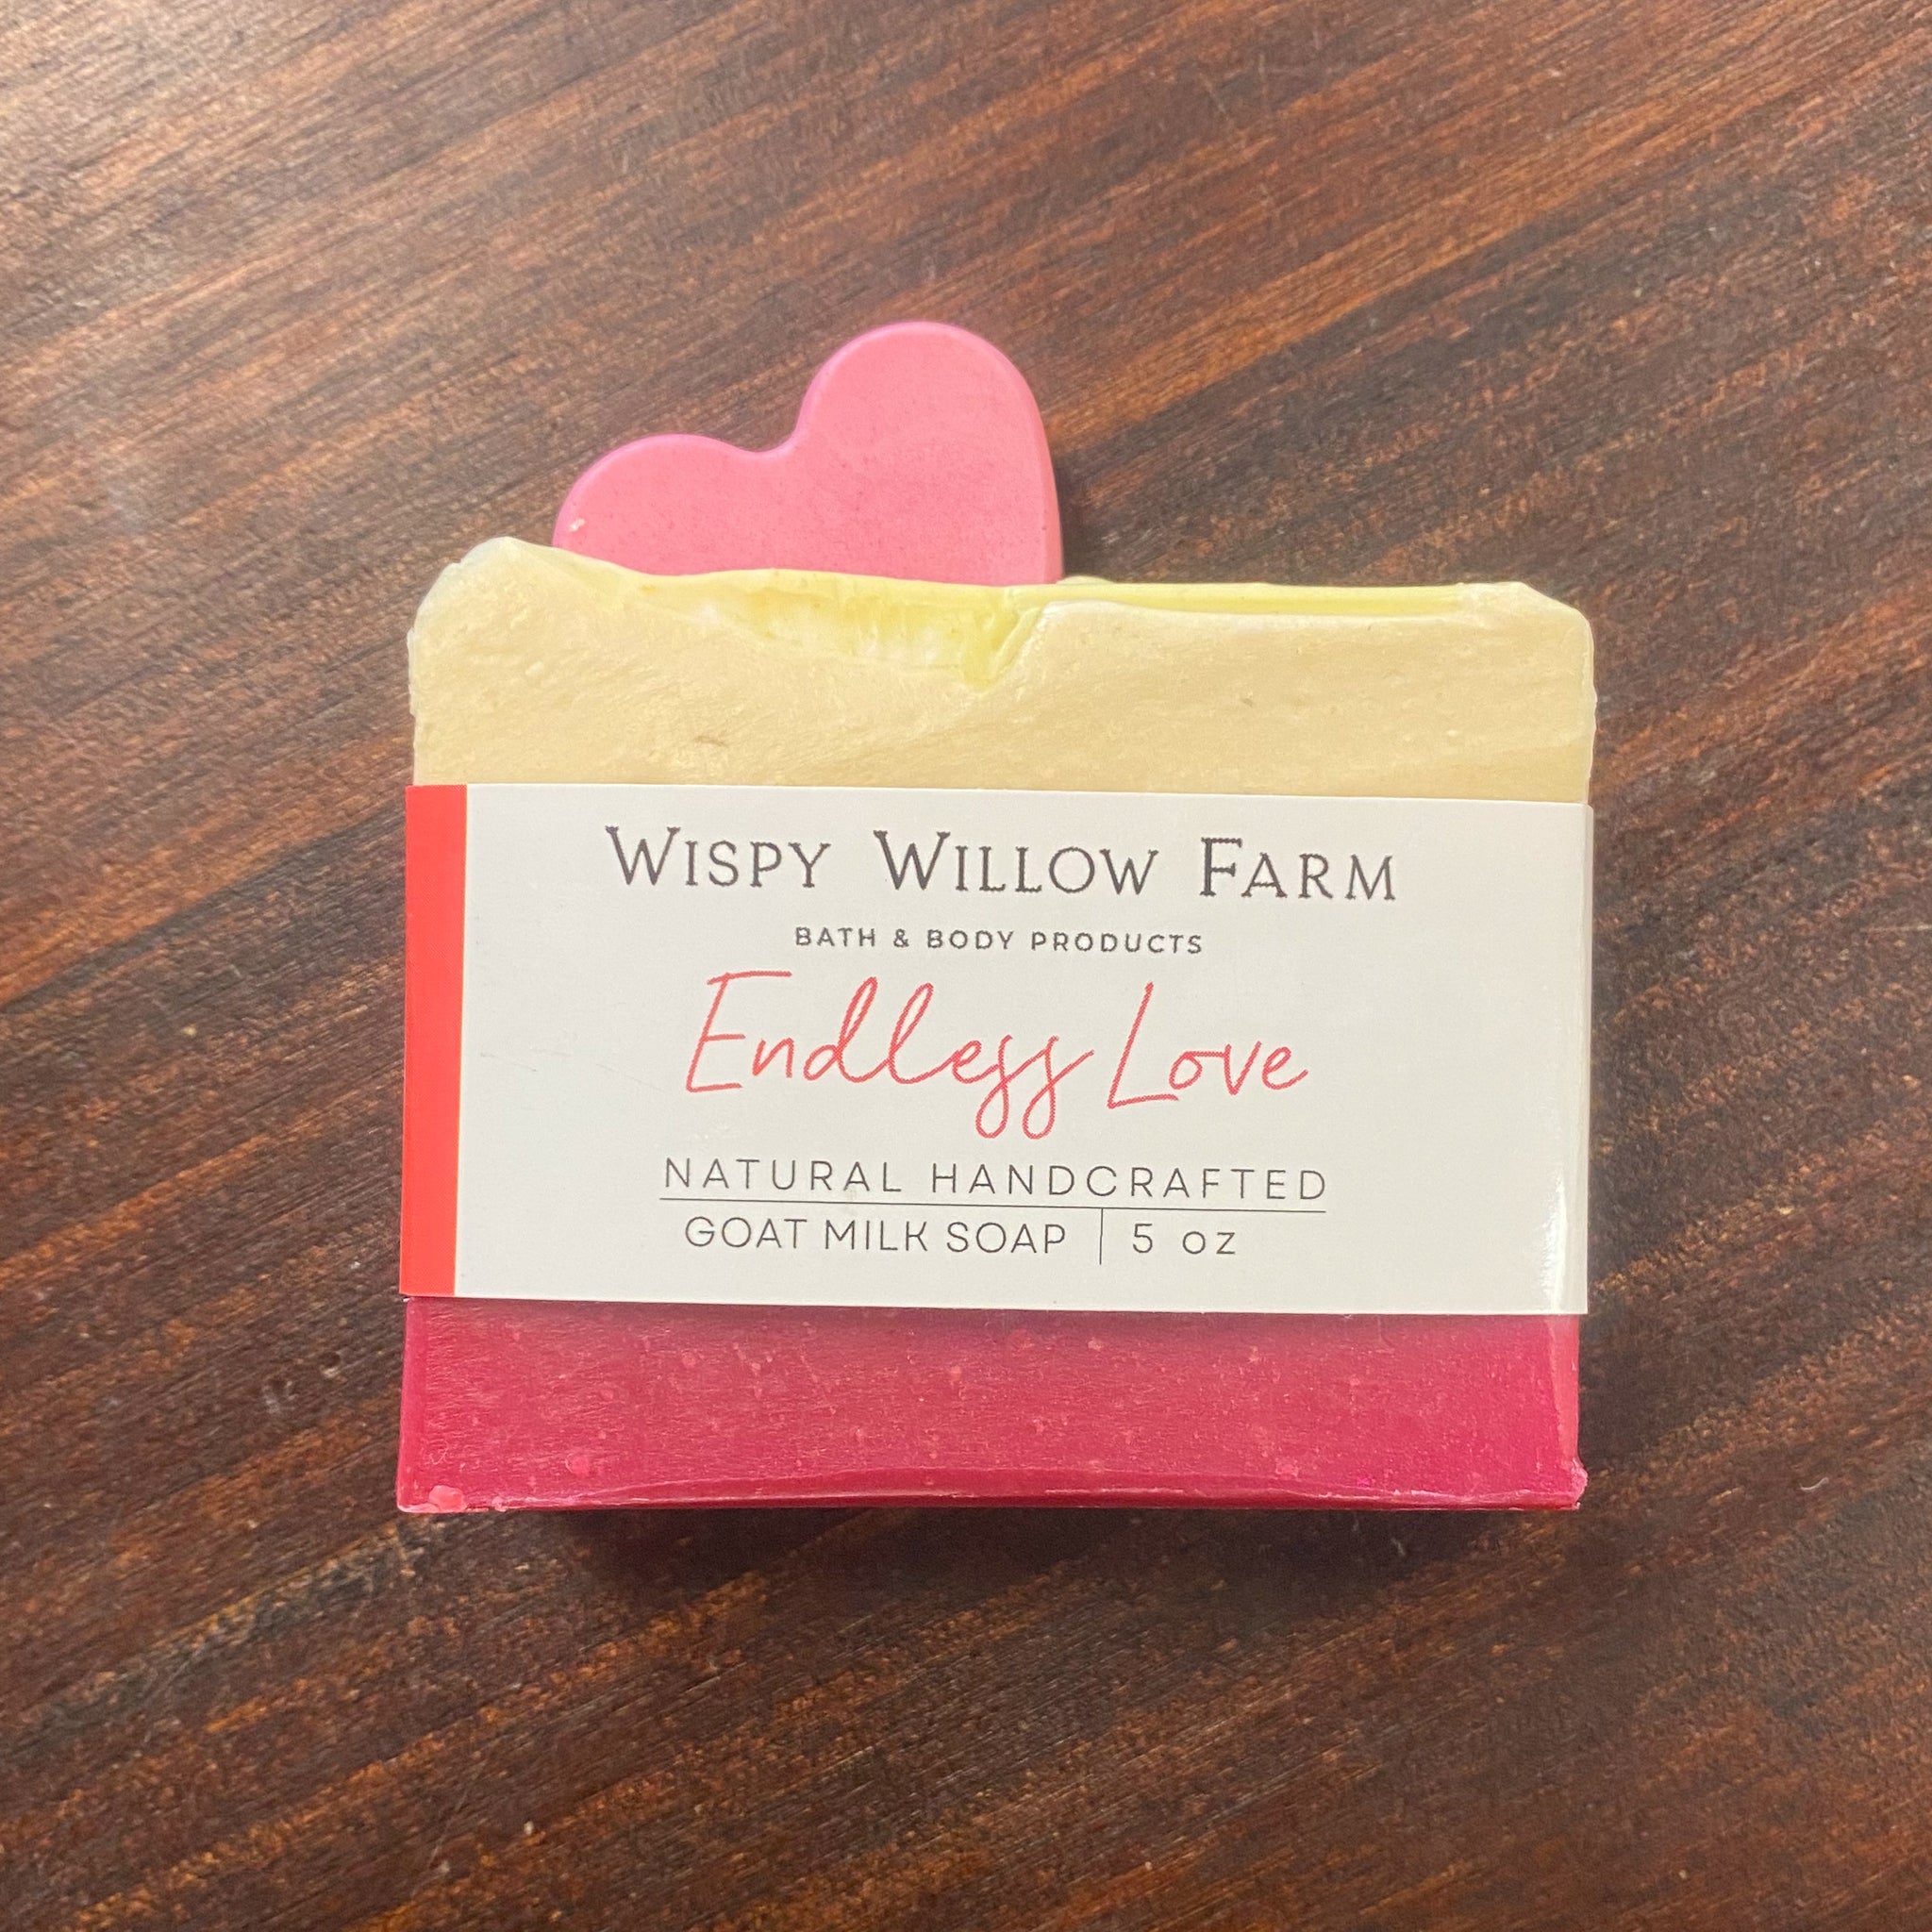 WISPY WILLOW FARM
BATH & BODY PRODUCTS
Endless Love
NATURAL HANDCRAFTED
GOAT MILK SOAP | 5 oz